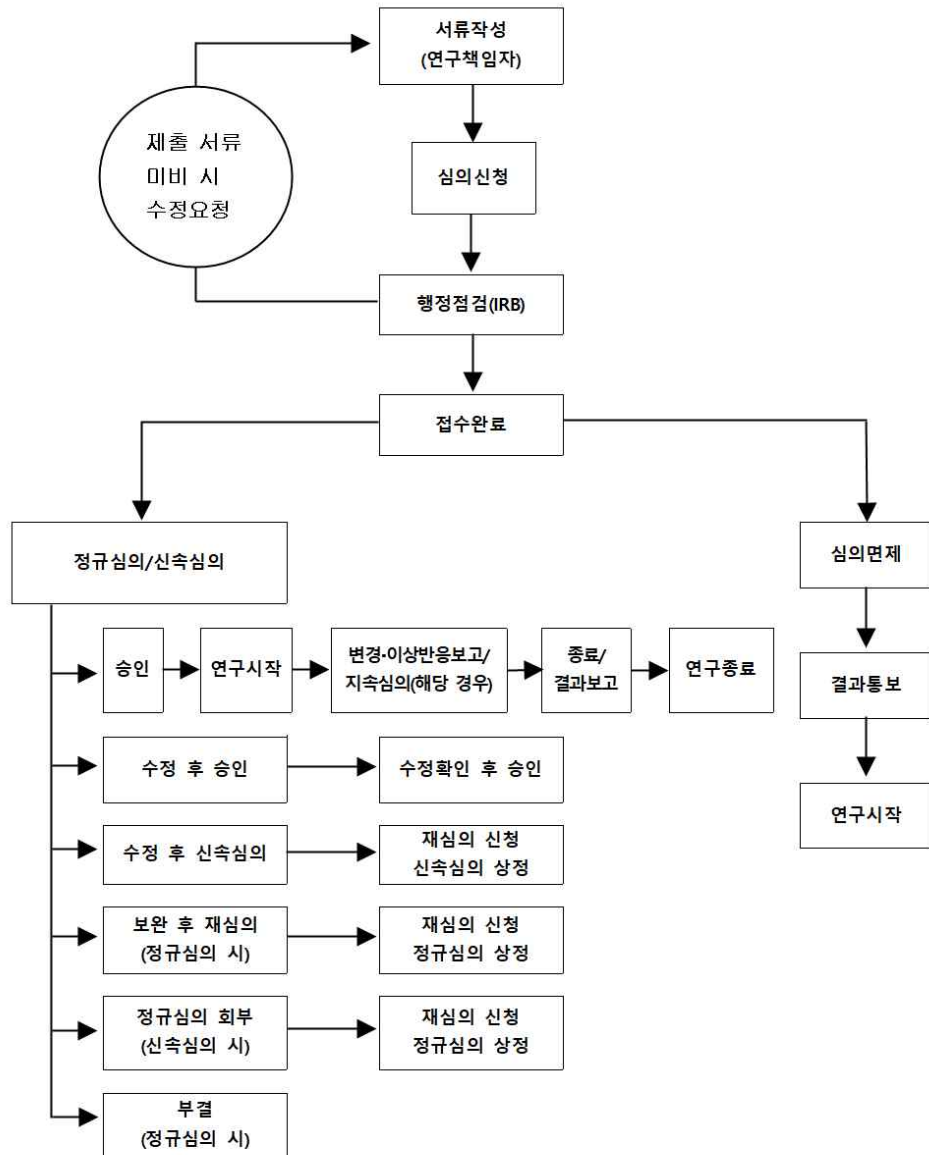 서류작성
(연구책임자)
제출 서류
미비 시
수정요청
심의신청
행정점검(IRB)
접수완료
정규심의/신속심의
심의면제
승인
연구시작
변경·이상반응보고/
지속심의(해당 경우)
종료/
결과보고
연구종료
결과통보
수정 후 승인
수정확인 후 승인
연구시작
수정 후 신속심의
재심의 신청
신속심의 상정
보완 후 재심의
(정규심의 시)
재심의 신청
정규심의 상정
정규심의 회부
(신속심의 시)
재심의 신청
정규심의 상정
부결
(정규심의 시)